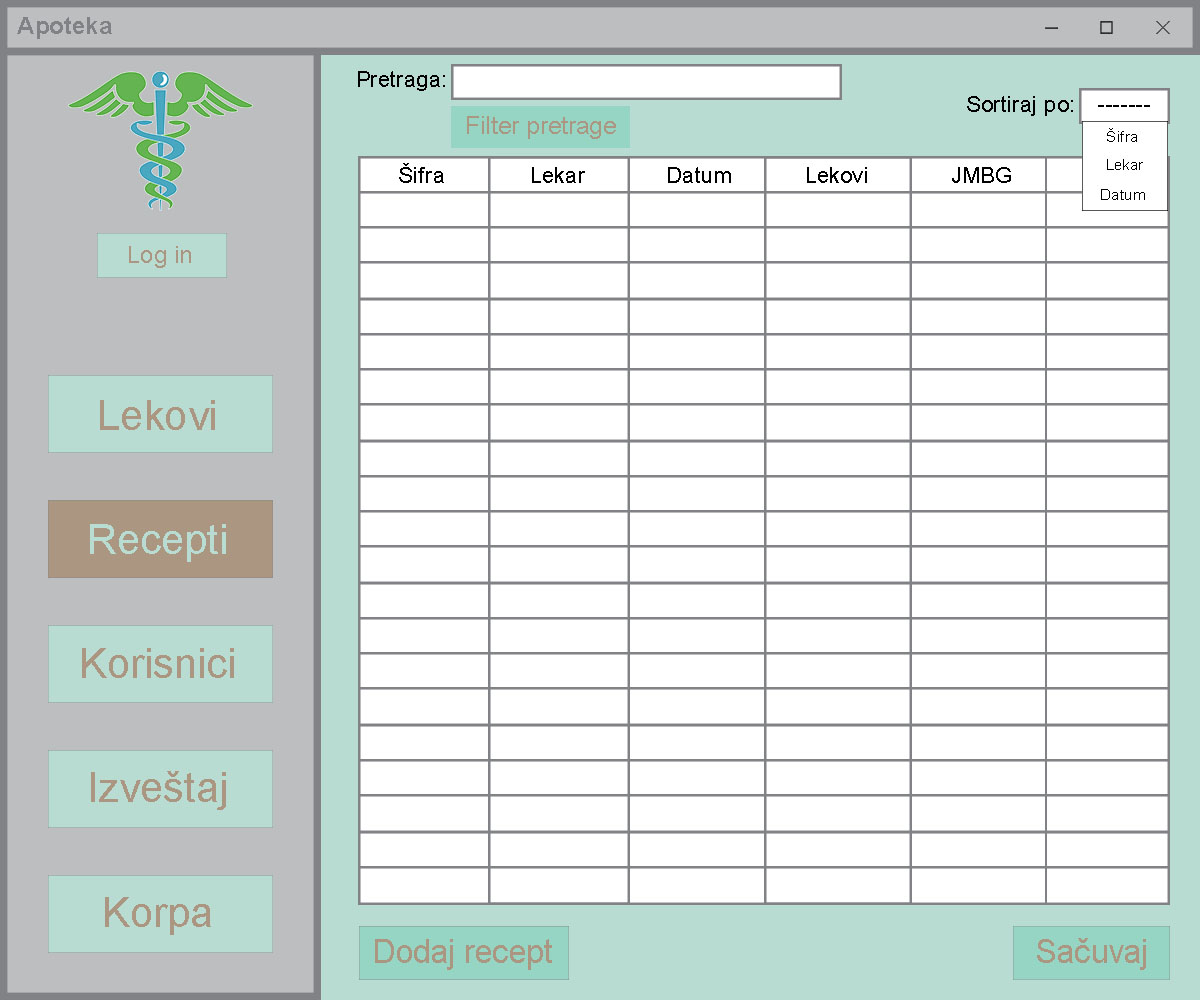 Apoteka
Log in
Lekovi
Recepti
Korisnici
Izveštaj
Korpa
Pretraga:
Filter pretrage
Sortiraj po: -------
Šifra
Lekar
Datum
Šifra Lekar Datum Lekovi JMBG
Dodaj recept
Sačuvaj